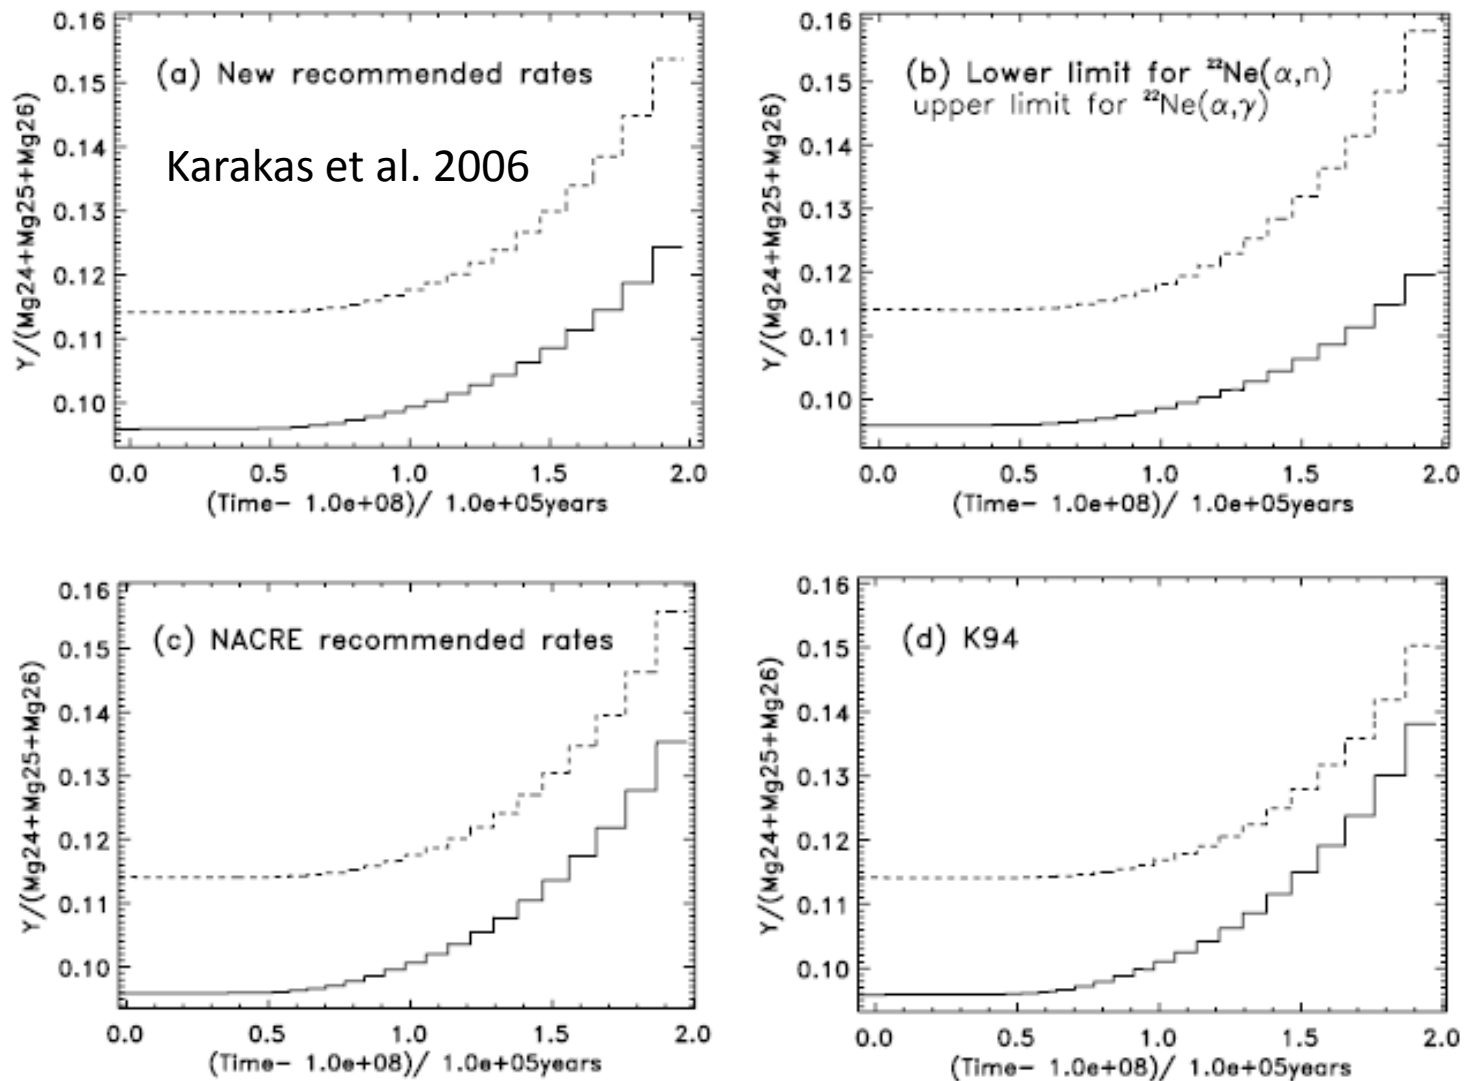 (a) New recommended rates
Karakas et al. 2006
Y/(Mg24+Mg25+Mg26)
0.16
0.15
0.14
0.13
0.12
0.11
0.10
0.0 0.5 1.0 1.5 2.0
(Time- 1.0e+08)/ 1.0e+05years
(b) Lower limit for ²²Ne(α,n)
upper limit for ²²Ne(α,γ)
Y/(Mg24+Mg25+Mg26)
0.16
0.15
0.14
0.13
0.12
0.11
0.10
0.0 0.5 1.0 1.5 2.0
(Time- 1.0e+08)/ 1.0e+05years
(c) NACRE recommended rates
Y/(Mg24+Mg25+Mg26)
0.16
0.15
0.14
0.13
0.12
0.11
0.10
0.0 0.5 1.0 1.5 2.0
(Time- 1.0e+08)/ 1.0e+05years
(d) K94
Y/(Mg24+Mg25+Mg26)
0.16
0.15
0.14
0.13
0.12
0.11
0.10
0.0 0.5 1.0 1.5 2.0
(Time- 1.0e+08)/ 1.0e+05years